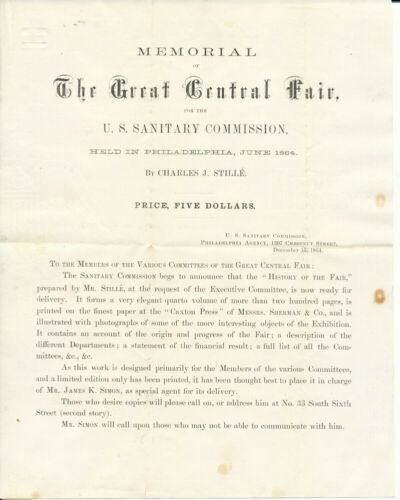 MEMORIAL
OF
The Great Central Fair,
FOR THE
U. S. SANITARY COMMISSION,
HELD IN PHILADELPHIA, JUNE 1864.
BY CHARLES J. STILLÉ.
PRICE, FIVE DOLLARS.
U. S. SANITARY COMMISSION,
PHILADELPHIA AGENCY, 1307 CHESTNUT STREET,
December 15, 1864.
TO THE MEMBERS OF THE VARIOUS COMMITTEES OF THE GREAT CENTRAL FAIR:
The SANITARY COMMISSION begs to announce that the "HISTORY OF THE FAIR,"
prepared by MR. STILLÉ, at the request of the Executive Committee, is now ready for
delivery. It forms a very elegant quarto volume of more than two hundred pages, is
printed on the finest paper at the "CAXTON PRESS" of MESSRS. SHERMAN & CO., and is
illustrated with photographs of some of the more interesting objects of the Exhibition.
It contains an account of the origin and progress of the Fair; a description of the
different Departments; a statement of the financial result; a full list of all the Com-
mittees, &c., &c.
As this work is designed primarily for the Members of the various Committees,
and a limited edition only has been printed, it has been thought best to place it in charge
of MR. JAMES K. SIMON, as special agent for its delivery.
Those who desire copies will please call on, or address him at No. 33 South Sixth
Street (second story).
MR. SIMON will call upon those who may not be able to communicate with him.